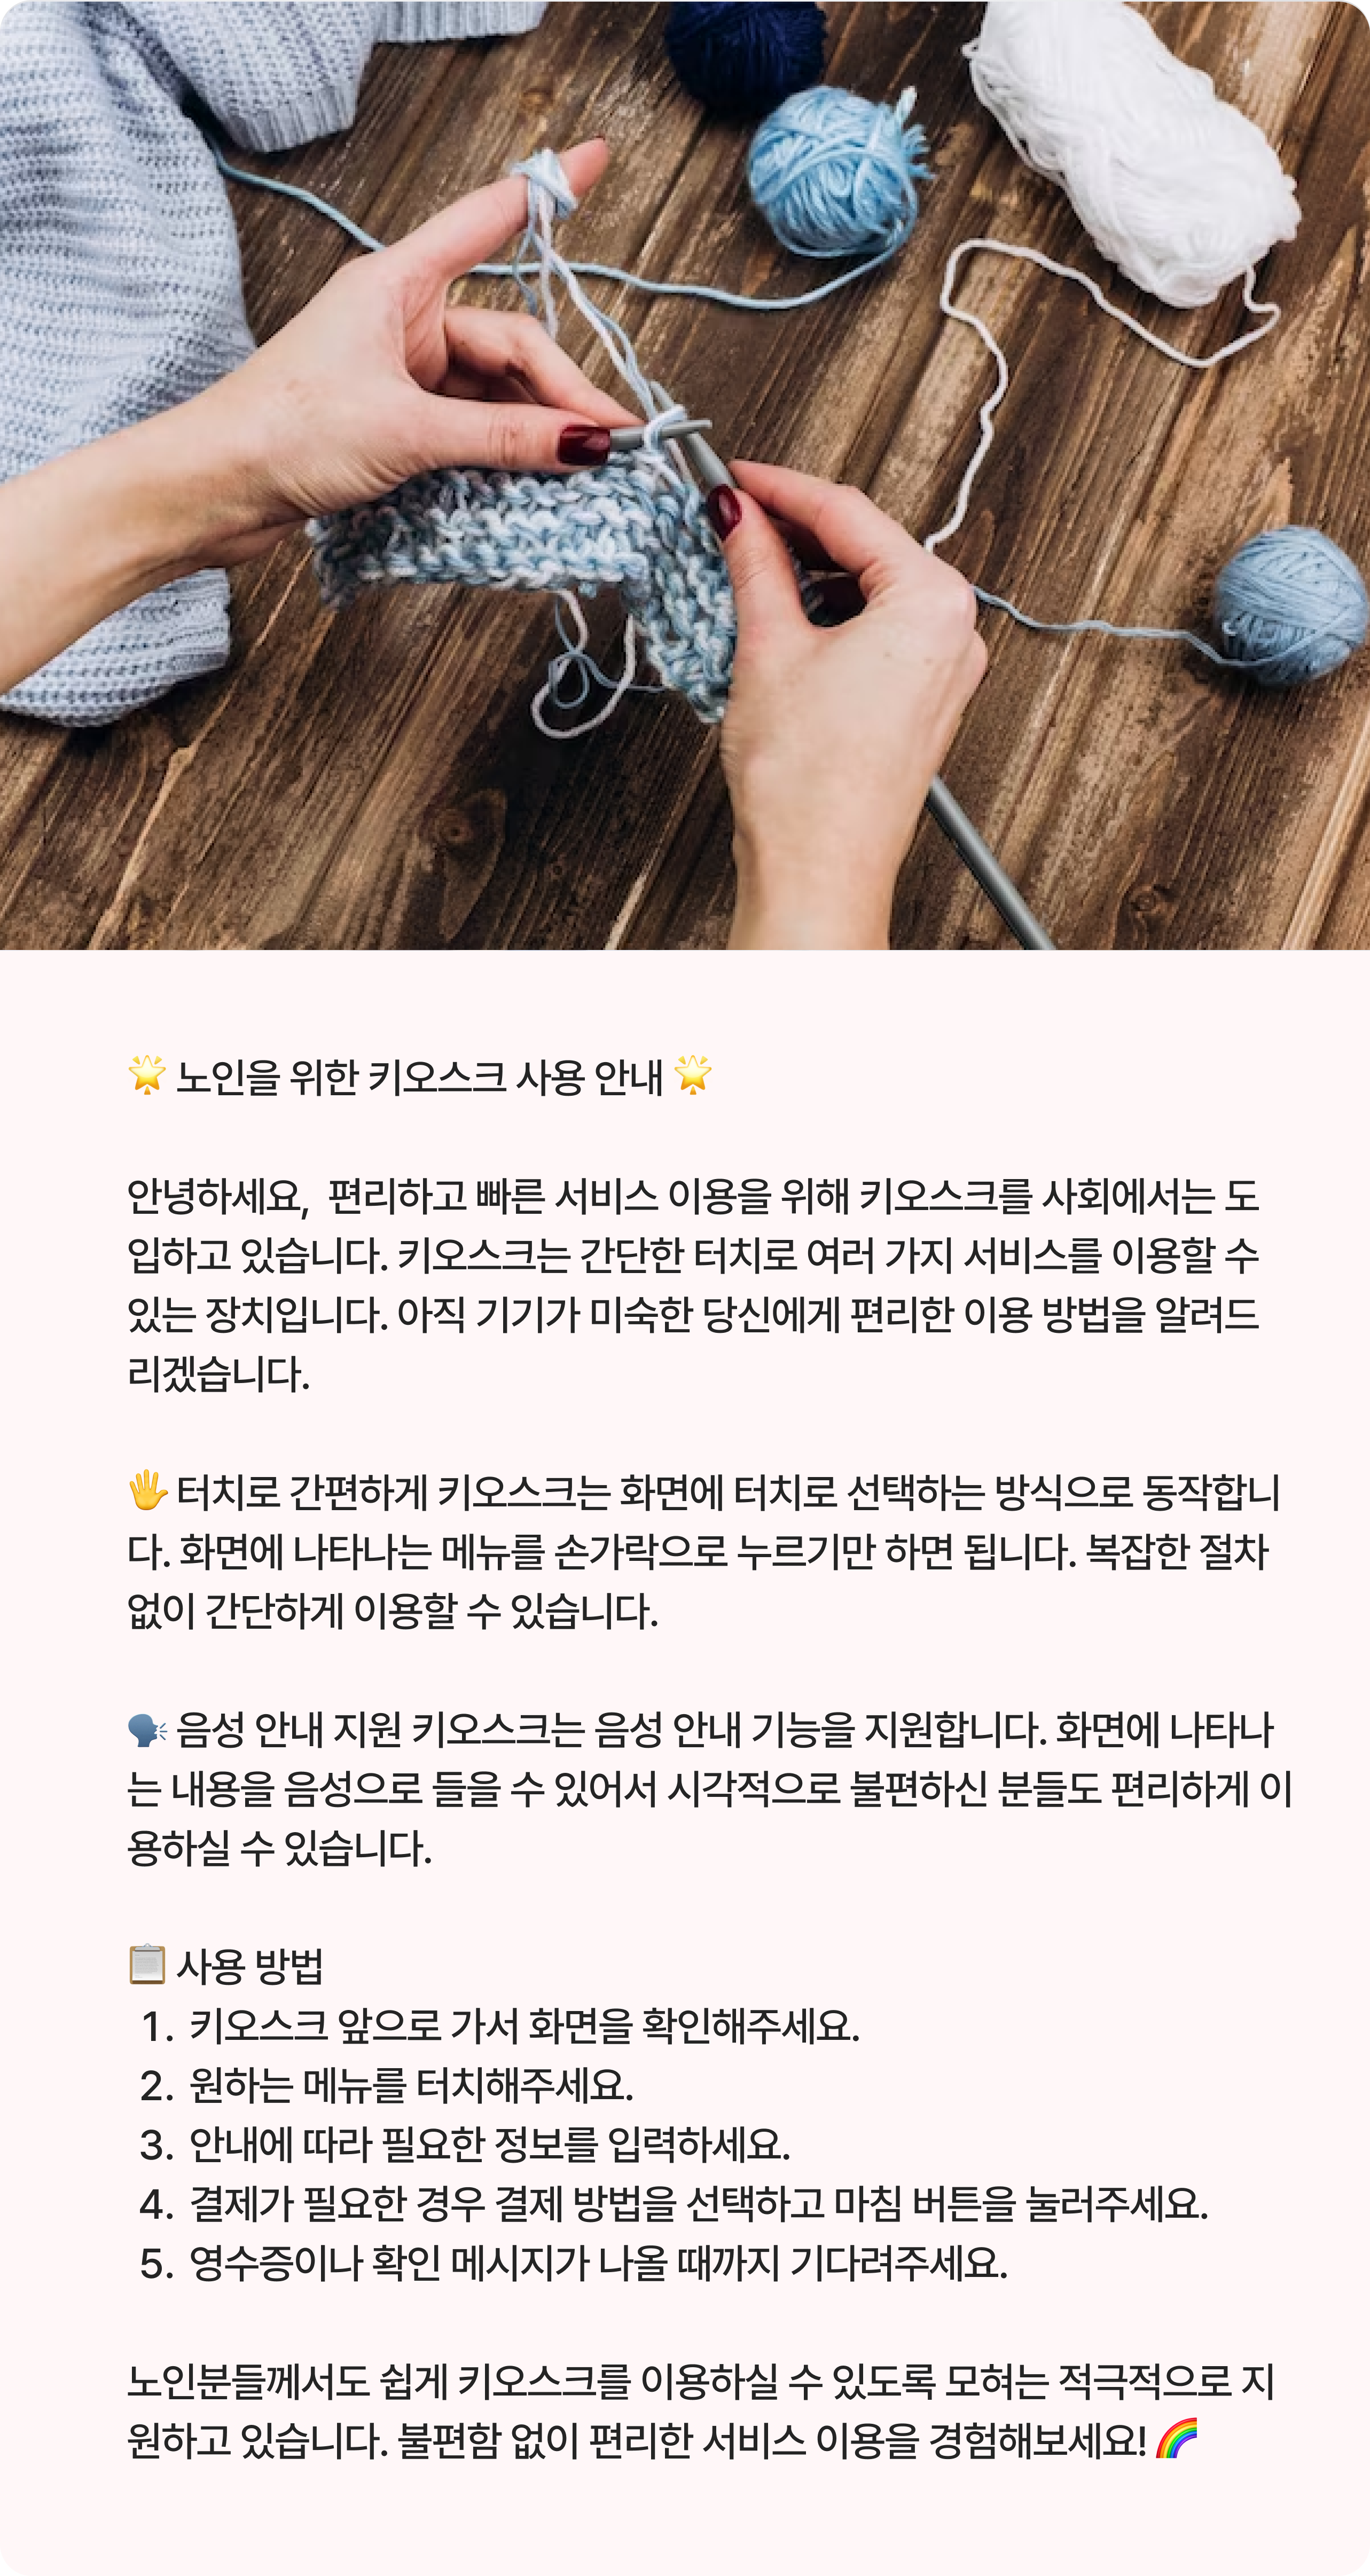 🌟 노인을 위한 키오스크 사용 안내 🌟
안녕하세요, 편리하고 빠른 서비스 이용을 위해 키오스크를 사회에서는 도
입하고 있습니다. 키오스크는 간단한 터치로 여러 가지 서비스를 이용할 수
있는 장치입니다. 아직 기기가 미숙한 당신에게 편리한 이용 방법을 알려드
리겠습니다.
🖐 터치로 간편하게 키오스크는 화면에 터치로 선택하는 방식으로 동작합니
다. 화면에 나타나는 메뉴를 손가락으로 누르기만 하면 됩니다. 복잡한 절차
없이 간단하게 이용할 수 있습니다.
🗣 음성 안내 지원 키오스크는 음성 안내 기능을 지원합니다. 화면에 나타나
는 내용을 음성으로 들을 수 있어서 시각적으로 불편하신 분들도 편리하게 이
용하실 수 있습니다.
📋 사용 방법
1. 키오스크 앞으로 가서 화면을 확인해주세요.
2. 원하는 메뉴를 터치해주세요.
3. 안내에 따라 필요한 정보를 입력하세요.
4. 결제가 필요한 경우 결제 방법을 선택하고 마침 버튼을 눌러주세요.
5. 영수증이나 확인 메시지가 나올 때까지 기다려주세요.
노인분들께서도 쉽게 키오스크를 이용하실 수 있도록 모혀는 적극적으로 지
원하고 있습니다. 불편함 없이 편리한 서비스 이용을 경험해보세요! 🌈